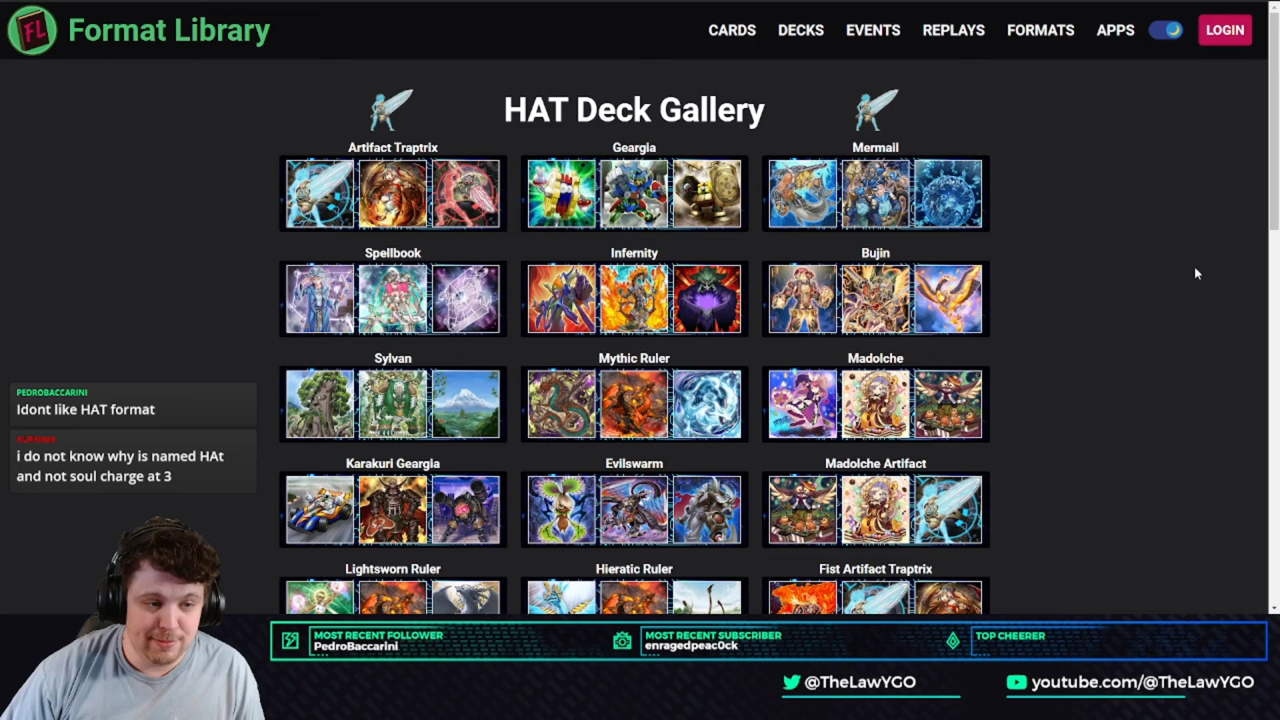 FL Format Library
CARDS DECKS EVENTS REPLAYS FORMATS APPS LOGIN
HAT Deck Gallery
Artifact Traptrix Geargia Mermail
Spellbook Infernity Bujin
Sylvan Mythic Ruler Madolche
Karakuri Geargia Evilswarm Madolche Artifact
Lightsworn Ruler Hieratic Ruler Fist Artifact Traptrix
PEDROBACCARINI
Idont like HAT format
i do not know why is named HAt
and not soul charge at 3
MOST RECENT FOLLOWER
PedroBaccarini
MOST RECENT SUBSCRIBER
enragedpeac0ck
TOP CHEERER
@TheLawYGO
youtube.com/@TheLawYGO